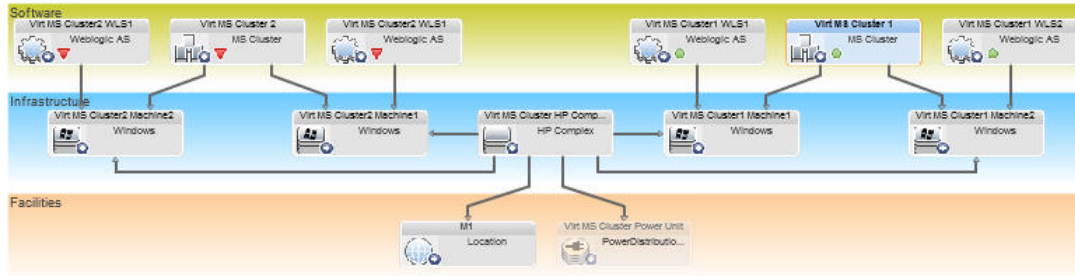 Software
Virt MS Cluster2 WLS1
Weblogic AS
Virt MS Cluster 2
MS Cluster
Virt MS Cluster2 WLS1
Weblogic AS
Virt MS Cluster1 WLS1
Weblogic AS
Virt MS Cluster 1
MS Cluster
Virt MS Cluster1 WLS2
Weblogic AS
Infrastructure
Virt MS Cluster2 Machine2
Windows
Virt MS Cluster2 Machine1
Windows
Virt MS Cluster HP Comp...
HP Complex
Virt MS Cluster1 Machine1
Windows
Virt MS Cluster1 Machine2
Windows
Facilities
M1
Location
Virt MS Cluster Power Unit
PowerDistributio...